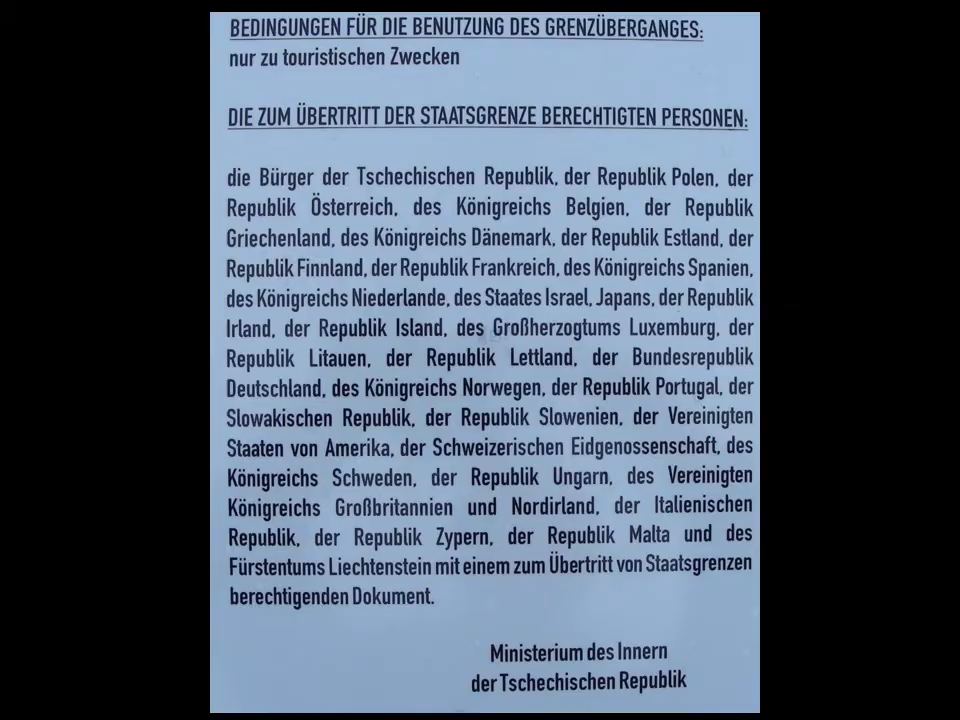 BEDINGUNGEN FÜR DIE BENUTZUNG DES GRENZÜBERGANGES:
nur zu touristischen Zwecken
DIE ZUM ÜBERTRITT DER STAATSGRENZE BERECHTIGTEN PERSONEN:
die Bürger der Tschechischen Republik, der Republik Polen, der
Republik Österreich, des Königreichs Belgien, der Republik
Griechenland, des Königreichs Dänemark, der Republik Estland, der
Republik Finnland, der Republik Frankreich, des Königreichs Spanien,
des Königreichs Niederlande, des Staates Israel, Japans, der Republik
Irland, der Republik Island, des Großherzogtums Luxemburg, der
Republik Litauen, der Republik Lettland, der Bundesrepublik
Deutschland, des Königreichs Norwegen, der Republik Portugal, der
Slowakischen Republik, der Republik Slowenien, der Vereinigten
Staaten von Amerika, der Schweizerischen Eidgenossenschaft, des
Königreichs Schweden, der Republik Ungarn, des Vereinigten
Königreichs Großbritannien und Nordirland, der Italienischen
Republik, der Republik Zypern, der Republik Malta und des
Fürstentums Liechtenstein mit einem zum Übertritt von Staatsgrenzen
berechtigenden Dokument.
Ministerium des Innern
der Tschechischen Republik